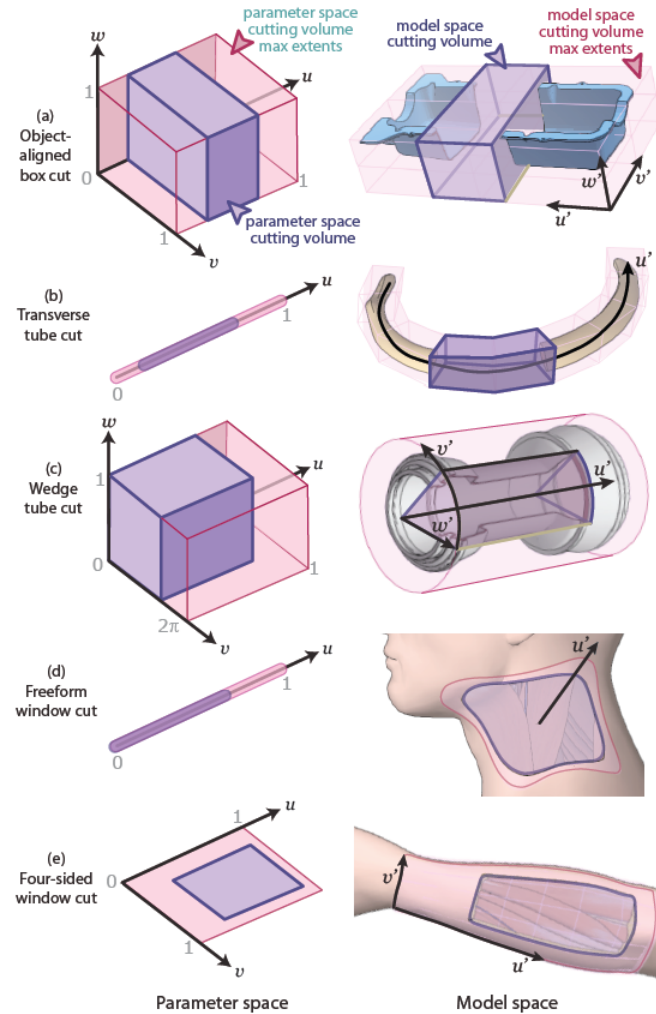 parameter space
cutting volume
max extents
model space
cutting volume
model space
cutting volume
max extents
w
u
1
(a)
Object-
aligned
box cut
0
1
1
v
parameter space
cutting volume
w'
v'
u'
(b)
Transverse
tube cut
u
1
0
u'
w
u
(c)
Wedge
tube cut
1
0
1
2π
v
v'
u'
w'
(d)
Freeform
window cut
u
1
0
u'
(e)
Four-sided
window cut
1
u
0
1
v
v'
u'
Parameter space
Model space